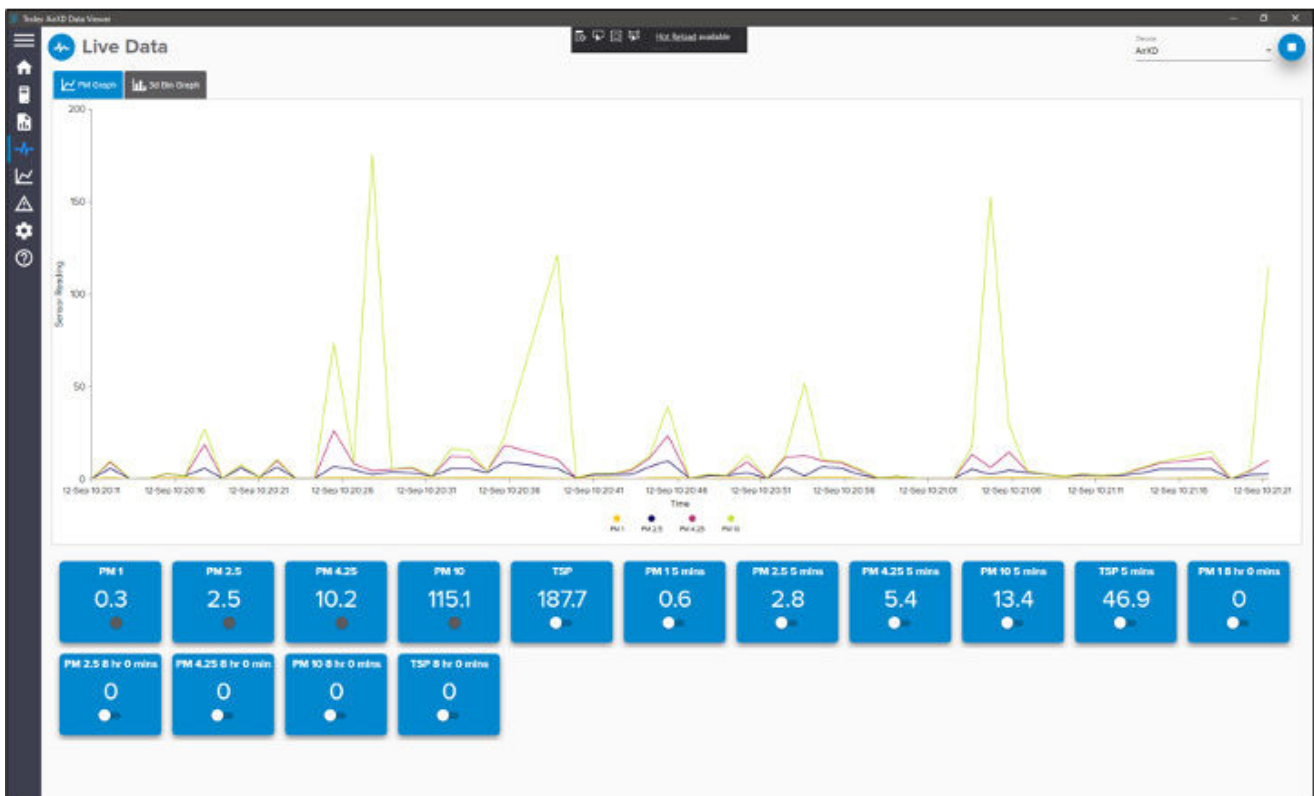 Trolex AirXD Data Viewer
Hot Reload available
Live Data
Device
AirXD
PM Graph
3d Bin Graph
200
150
100
50
0
Sensor Reading
12-Sep 10:20:11
12-Sep 10:20:16
12-Sep 10:20:21
12-Sep 10:20:26
12-Sep 10:20:31
12-Sep 10:20:36
12-Sep 10:20:41
12-Sep 10:20:46
12-Sep 10:20:51
12-Sep 10:20:56
12-Sep 10:21:01
12-Sep 10:21:06
12-Sep 10:21:11
12-Sep 10:21:16
12-Sep 10:21:21
Time
PM 1
PM 2.5
PM 4.25
PM 10
PM 1
0.3
PM 2.5
2.5
PM 4.25
10.2
PM 10
115.1
TSP
187.7
PM 1 5 mins
0.6
PM 2.5 5 mins
2.8
PM 4.25 5 mins
5.4
PM 10 5 mins
13.4
TSP 5 mins
46.9
PM 1 8 hr 0 mins
0
PM 2.5 8 hr 0 mins
0
PM 4.25 8 hr 0 min
0
PM 10 8 hr 0 mins
0
TSP 8 hr 0 mins
0